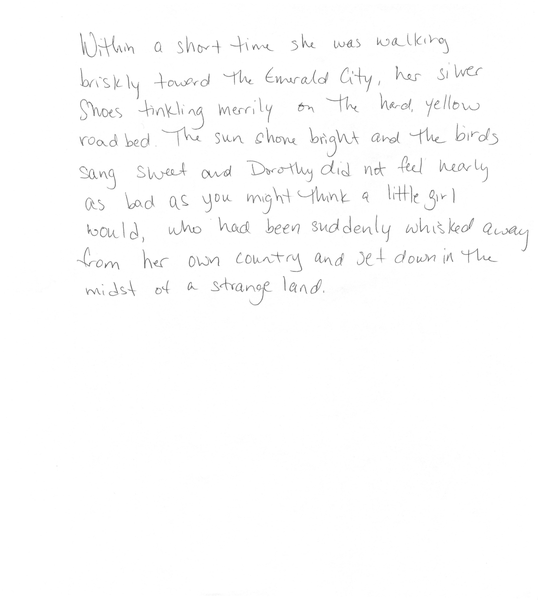 Within a short time she was walking
briskly toward the Emerald City, her silver
Shoes tinkling merrily on the hard, yellow
roadbed. The sun shone bright and the birds
sang sweet and Dorothy did not feel nearly
as bad as you might think a little girl
would, who had been suddenly whisked away
from her own country and set down in the
midst of a strange land.